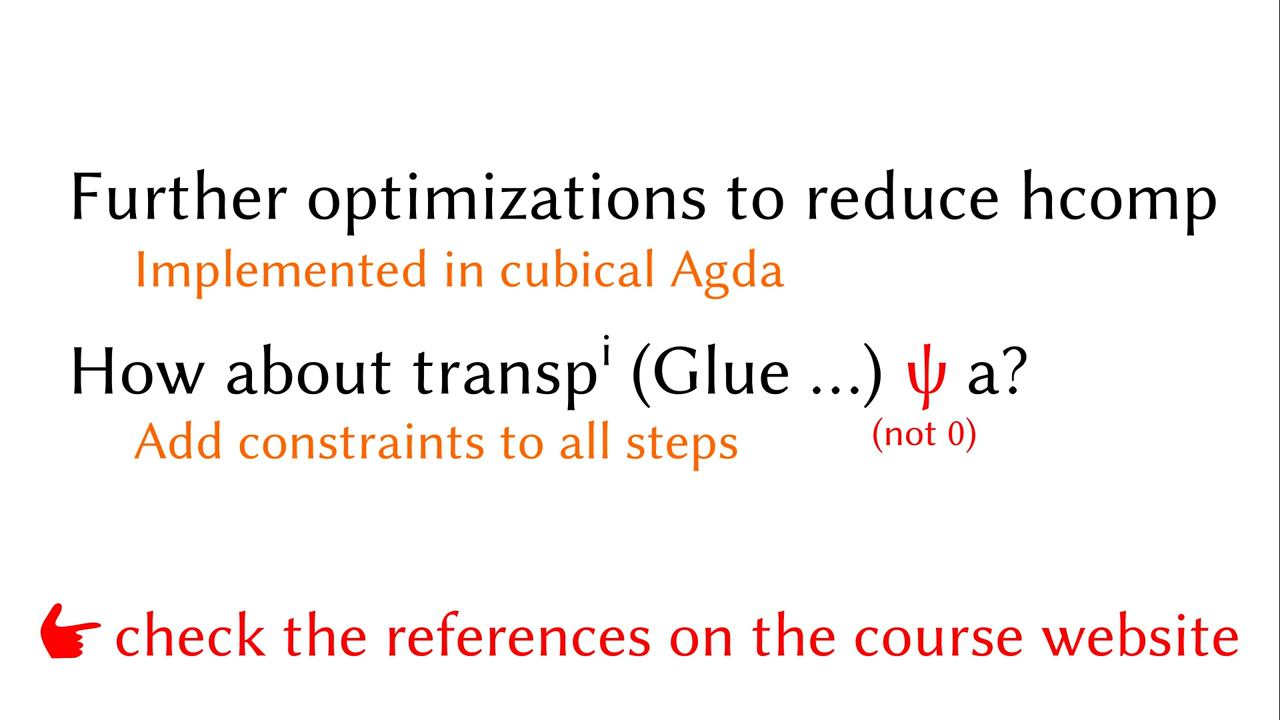 Further optimizations to reduce hcomp
Implemented in cubical Agda
How about transpⁱ (Glue ...) ψ a?
(not 0)
Add constraints to all steps
check the references on the course website